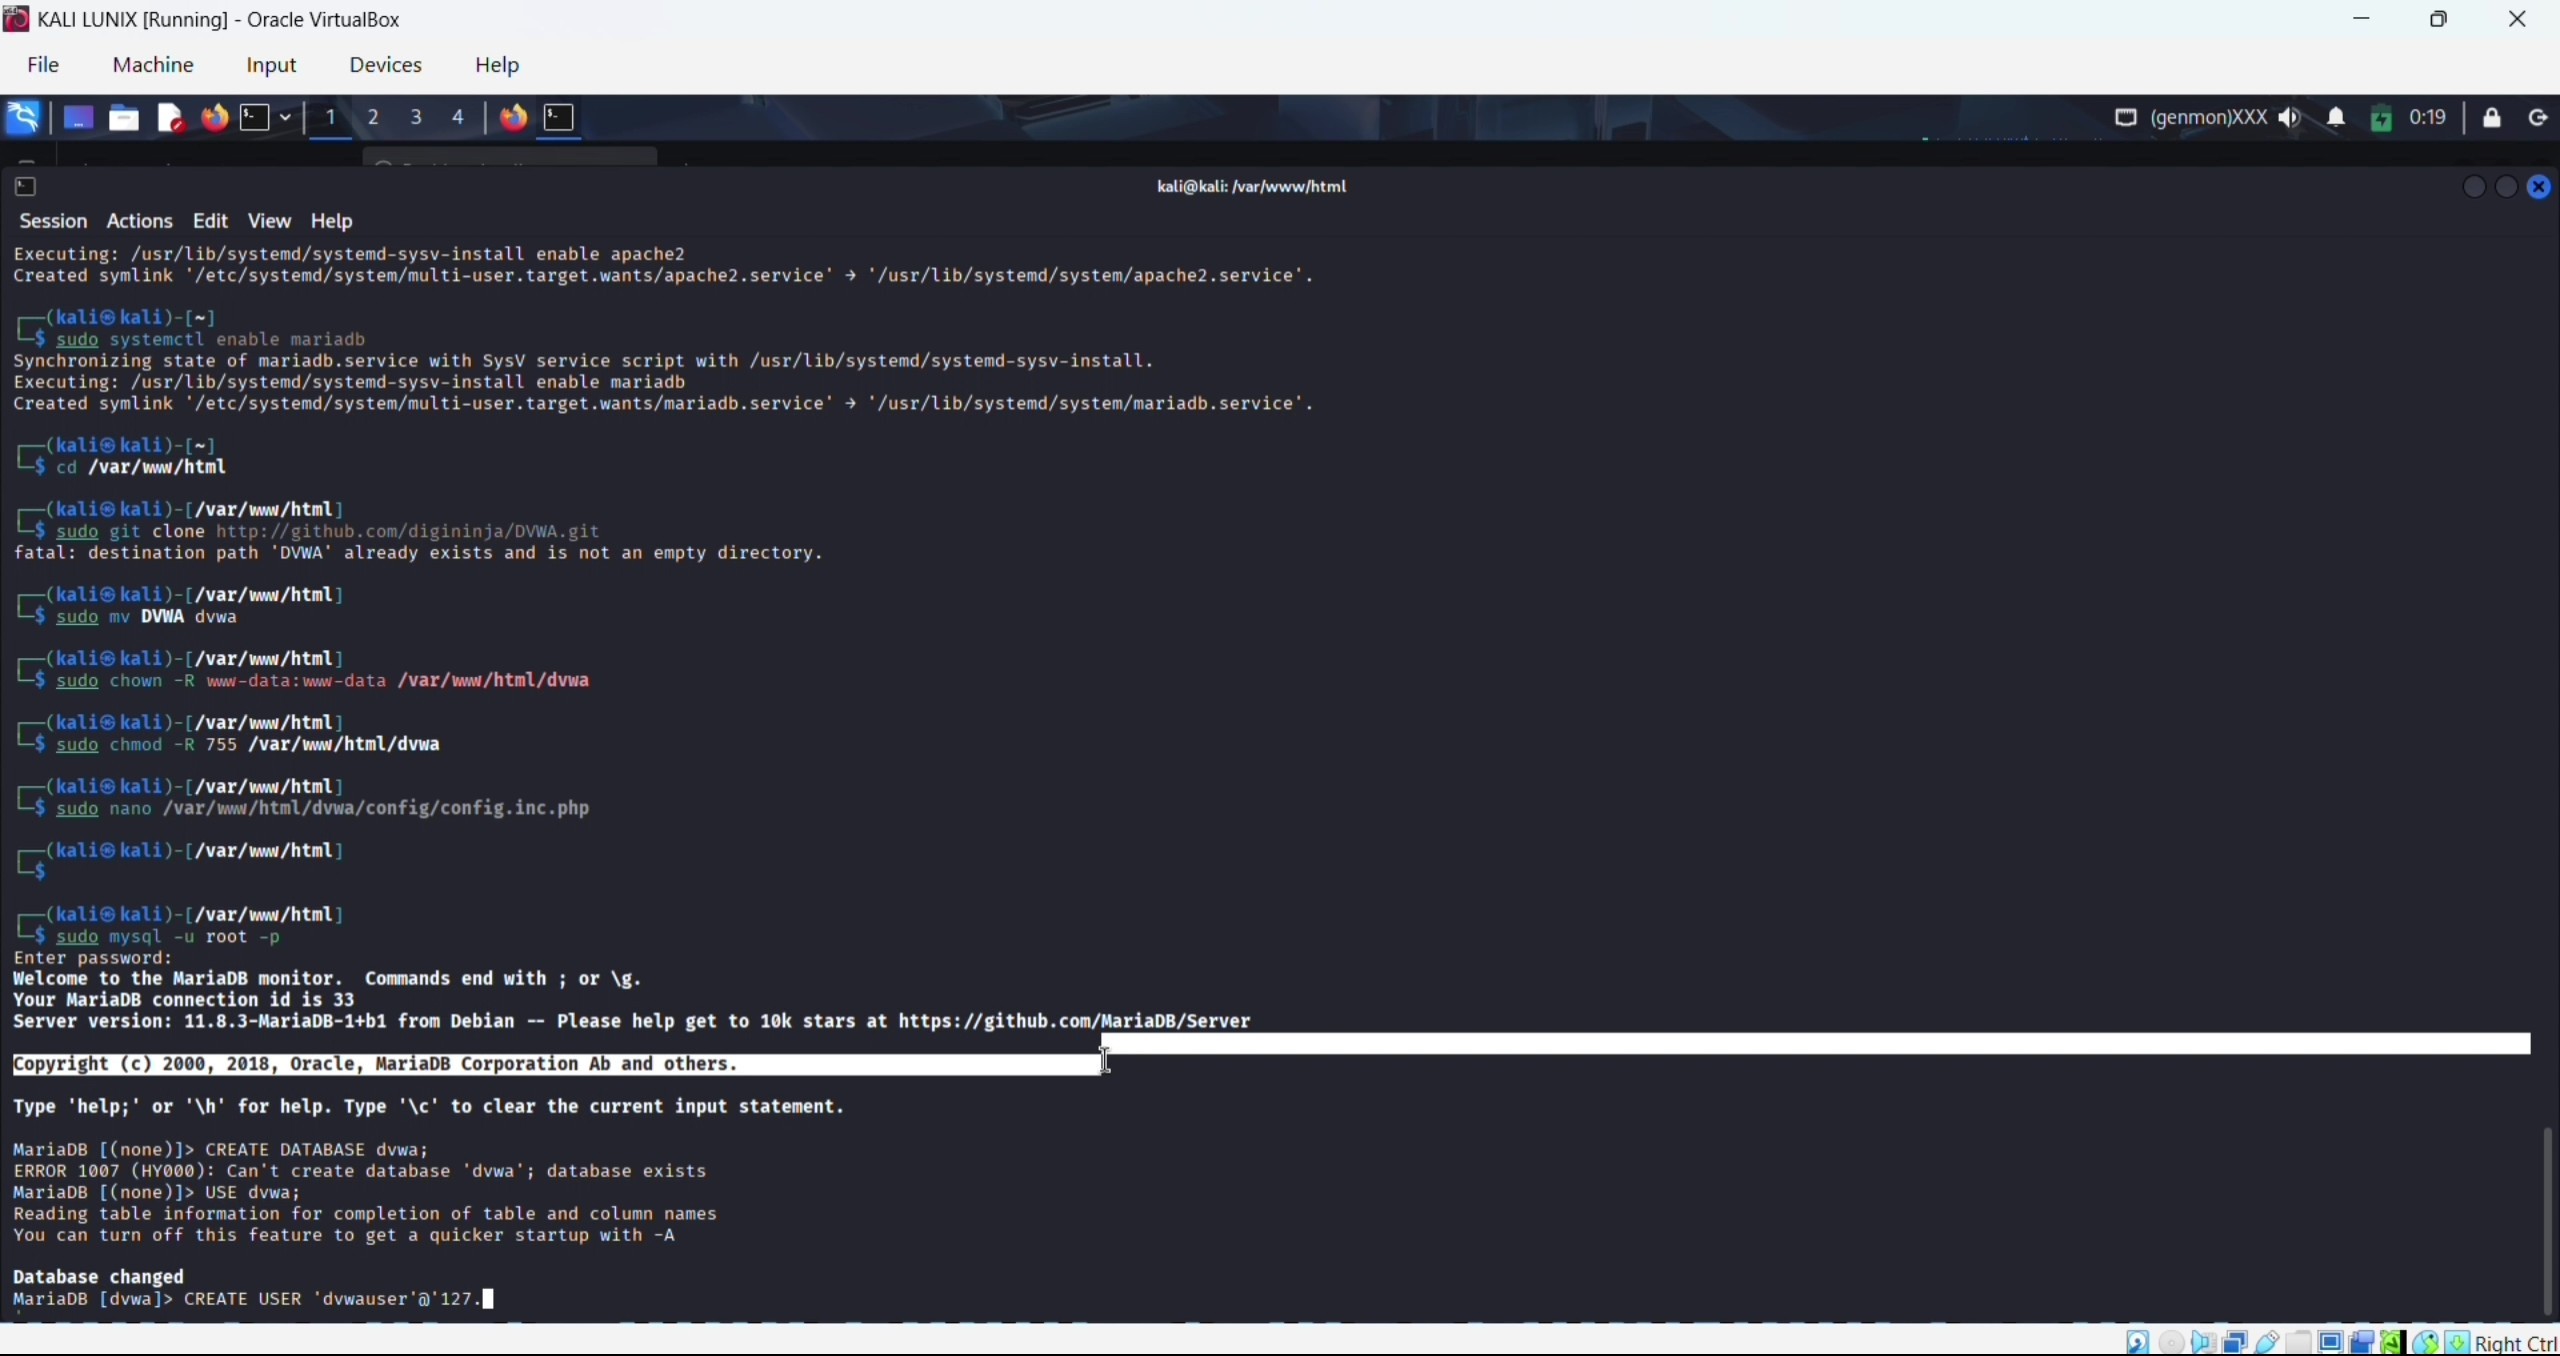 KALI LUNIX [Running] - Oracle VirtualBox
File Machine Input Devices Help
1 2 3 4 (genmon)XXX 0:19
kali@kali: /var/www/html
Session Actions Edit View Help
Executing: /usr/lib/systemd/systemd-sysv-install enable apache2
Created symlink '/etc/systemd/system/multi-user.target.wants/apache2.service' → '/usr/lib/systemd/system/apache2.service'.
┌──(kali㉿kali)-[~]
└─$ sudo systemctl enable mariadb
Synchronizing state of mariadb.service with SysV service script with /usr/lib/systemd/systemd-sysv-install.
Executing: /usr/lib/systemd/systemd-sysv-install enable mariadb
Created symlink '/etc/systemd/system/multi-user.target.wants/mariadb.service' → '/usr/lib/systemd/system/mariadb.service'.
┌──(kali㉿kali)-[~]
└─$ cd /var/www/html
┌──(kali㉿kali)-[/var/www/html]
└─$ sudo git clone http://github.com/digininja/DVWA.git
fatal: destination path 'DVWA' already exists and is not an empty directory.
┌──(kali㉿kali)-[/var/www/html]
└─$ sudo mv DVWA dvwa
┌──(kali㉿kali)-[/var/www/html]
└─$ sudo chown -R www-data:www-data /var/www/html/dvwa
┌──(kali㉿kali)-[/var/www/html]
└─$ sudo chmod -R 755 /var/www/html/dvwa
┌──(kali㉿kali)-[/var/www/html]
└─$ sudo nano /var/www/html/dvwa/config/config.inc.php
┌──(kali㉿kali)-[/var/www/html]
└─$
┌──(kali㉿kali)-[/var/www/html]
└─$ sudo mysql -u root -p
Enter password:
Welcome to the MariaDB monitor.  Commands end with ; or \g.
Your MariaDB connection id is 33
Server version: 11.8.3-MariaDB-1+b1 from Debian -- Please help get to 10k stars at https://github.com/MariaDB/Server
Copyright (c) 2000, 2018, Oracle, MariaDB Corporation Ab and others.
Type 'help;' or '\h' for help. Type '\c' to clear the current input statement.
MariaDB [(none)]> CREATE DATABASE dvwa;
ERROR 1007 (HY000): Can't create database 'dvwa'; database exists
MariaDB [(none)]> USE dvwa;
Reading table information for completion of table and column names
You can turn off this feature to get a quicker startup with -A
Database changed
MariaDB [dvwa]> CREATE USER 'dvwauser'@'127.
Right Ctrl